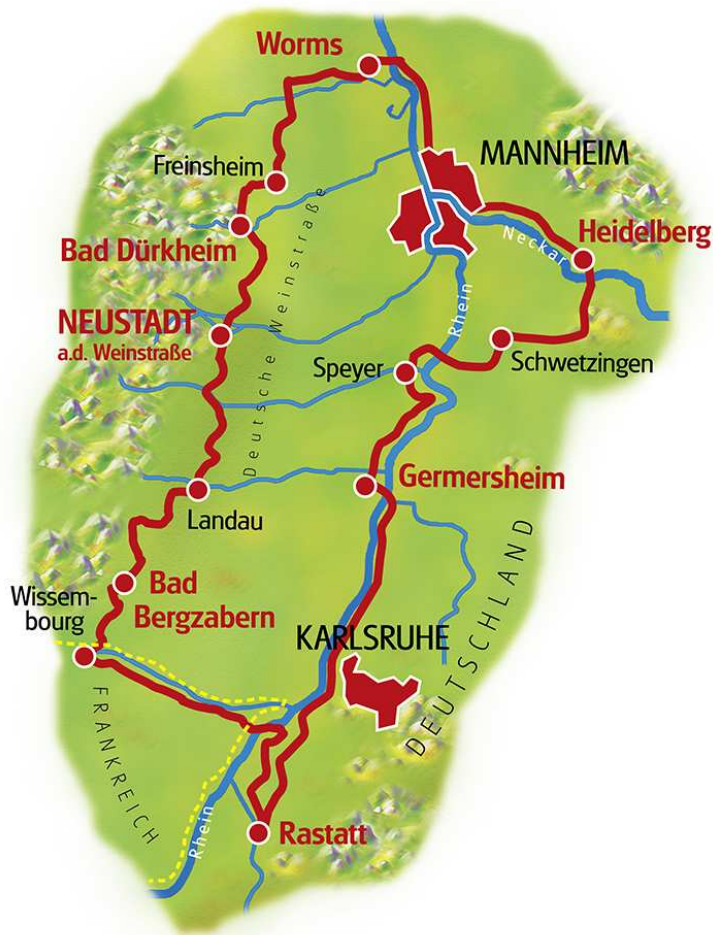 Worms
MANNHEIM
Freinsheim
Heidelberg
Neckar
Bad Dürkheim
Deutsche Weinstraße
Rhein
NEUSTADT
a.d. Weinstraße
Speyer
Schwetzingen
Germersheim
Landau
DEUTSCHLAND
Bad
Bergzabern
Wissem-
bourg
KARLSRUHE
FRANKREICH
Rhein
Rastatt